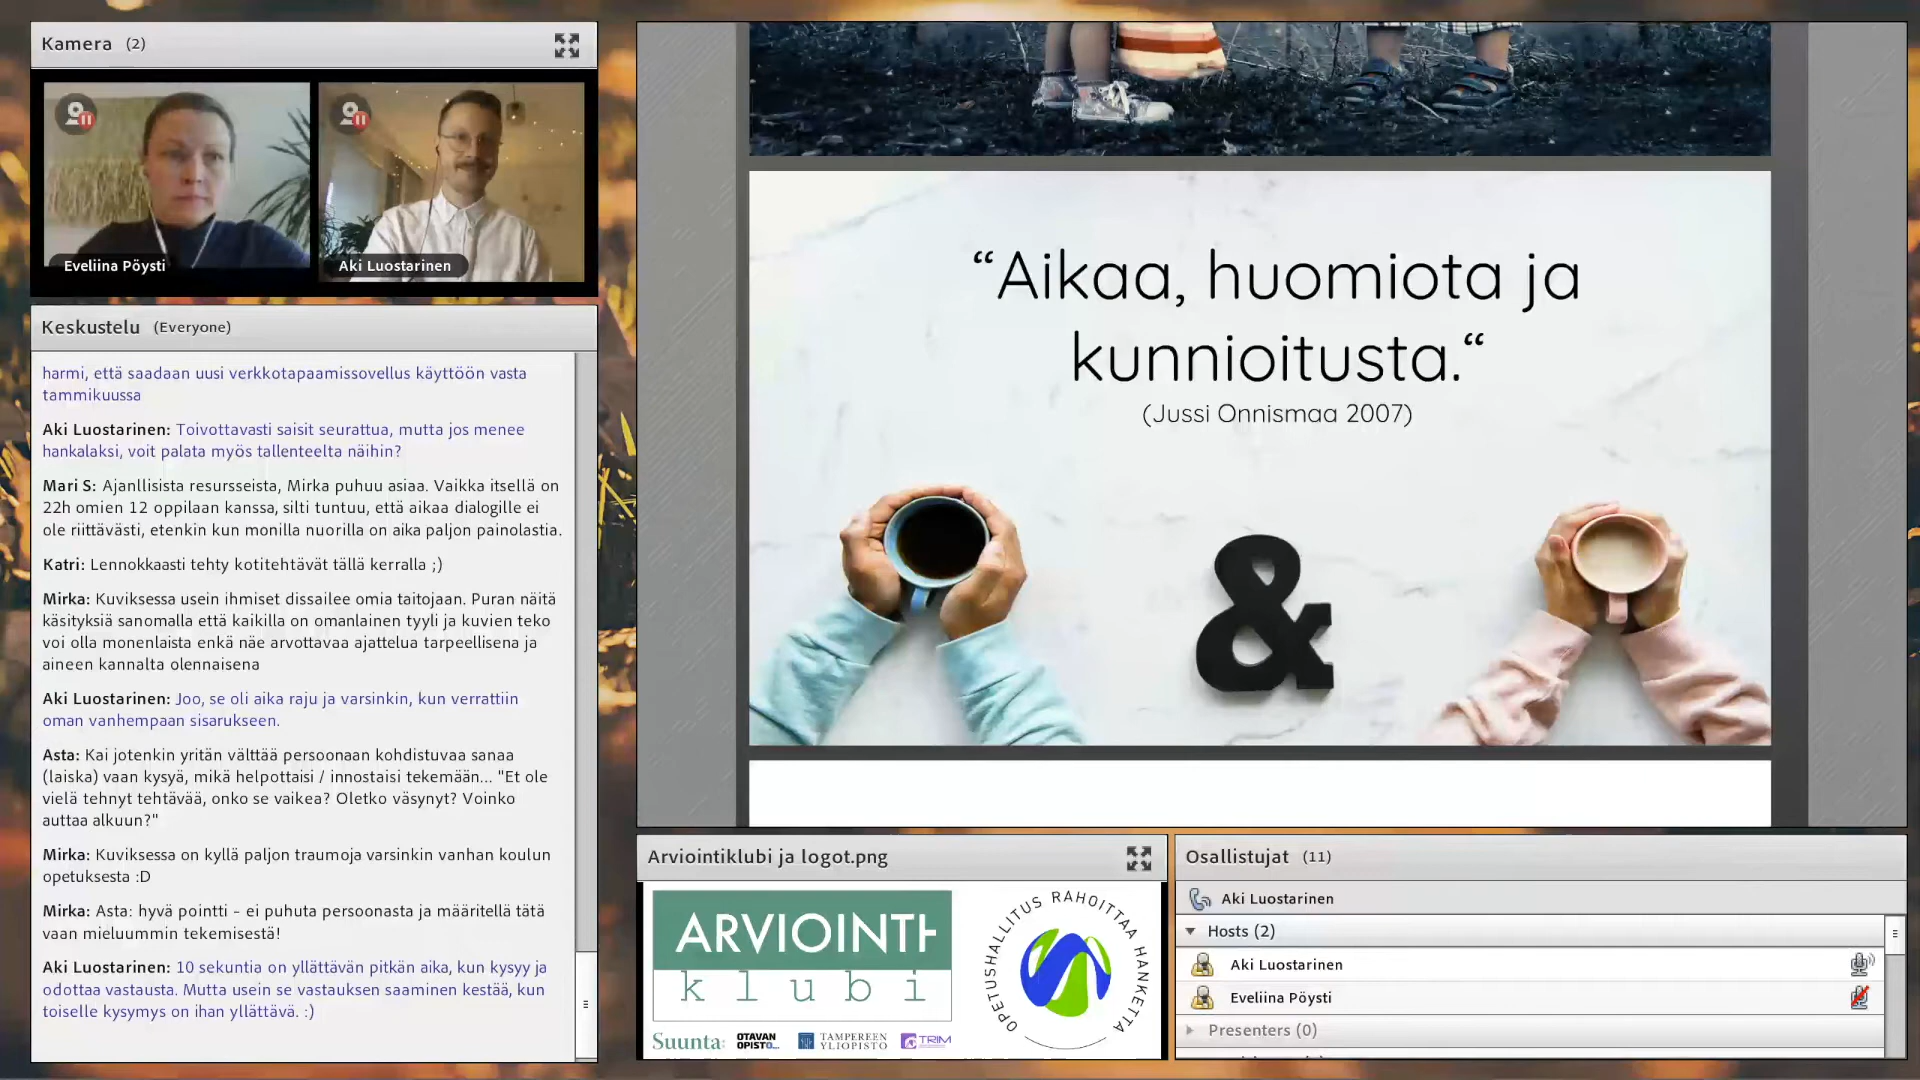 Kamera (2)
Eveliina Pöysti
Aki Luostarinen
Keskustelu (Everyone)
harmi, että saadaan uusi verkkotapaamissovellus käyttöön vasta
tammikuussa
Aki Luostarinen: Toivottavasti saisit seurattua, mutta jos menee
hankalaksi, voit palata myös tallenteelta näihin?
Mari S: Ajanllisista resursseista, Mirka puhuu asiaa. Vaikka itsellä on
22h omien 12 oppilaan kanssa, silti tuntuu, että aikaa dialogille ei
ole riittävästi, etenkin kun monilla nuorilla on aika paljon painolastia.
Katri: Lennokkaasti tehty kotitehtävät tällä kerralla ;)
Mirka: Kuviksessa usein ihmiset dissailee omia taitojaan. Puran näitä
käsityksiä sanomalla että kaikilla on omanlainen tyyli ja kuvien teko
voi olla monenlaista enkä näe arvottavaa ajattelua tarpeellisena ja
aineen kannalta olennaisena
Aki Luostarinen: Joo, se oli aika raju ja varsinkin, kun verrattiin
oman vanhempaan sisarukseen.
Asta: Kai jotenkin yritän välttää persoonaan kohdistuvaa sanaa
(laiska) vaan kysyä, mikä helpottaisi / innostaisi tekemään... "Et ole
vielä tehnyt tehtävää, onko se vaikea? Oletko väsynyt? Voinko
auttaa alkuun?"
Mirka: Kuviksessa on kyllä paljon traumoja varsinkin vanhan koulun
opetuksesta :D
Mirka: Asta: hyvä pointti - ei puhuta persoonasta ja määritellä tätä
vaan mieluummin tekemisestä!
Aki Luostarinen: 10 sekuntia on yllättävän pitkän aika, kun kysyy ja
odottaa vastausta. Mutta usein se vastauksen saaminen kestää, kun
toiselle kysymys on ihan yllättävä. :)
“Aikaa, huomiota ja
kunnioitusta.“
(Jussi Onnismaa 2007)
&
Arviointiklubi ja logot.png
ARVIOINTI
klubi
Suunta:
OTAVAN
OPISTO
TAMPEREEN
YLIOPISTO
TRIM
OPETUSHALLITUS RAHOITTAA HANKETTA
Osallistujat (11)
Aki Luostarinen
Hosts (2)
Aki Luostarinen
Eveliina Pöysti
Presenters (0)